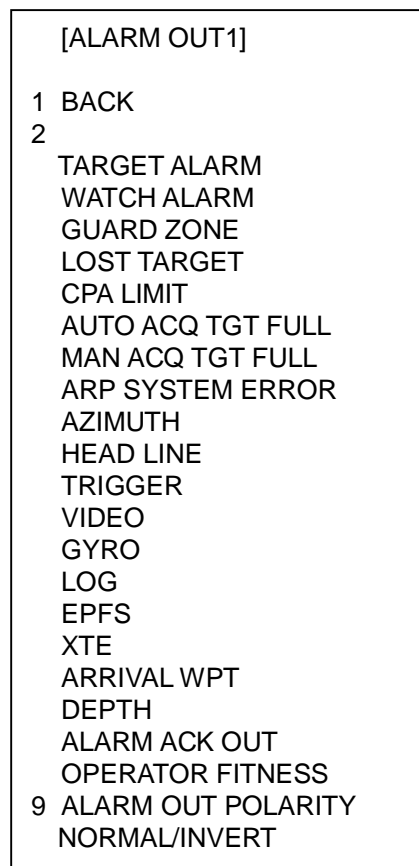 [ALARM OUT1]
1 BACK
2
TARGET ALARM
WATCH ALARM
GUARD ZONE
LOST TARGET
CPA LIMIT
AUTO ACQ TGT FULL
MAN ACQ TGT FULL
ARP SYSTEM ERROR
AZIMUTH
HEAD LINE
TRIGGER
VIDEO
GYRO
LOG
EPFS
XTE
ARRIVAL WPT
DEPTH
ALARM ACK OUT
OPERATOR FITNESS
9 ALARM OUT POLARITY
NORMAL/INVERT